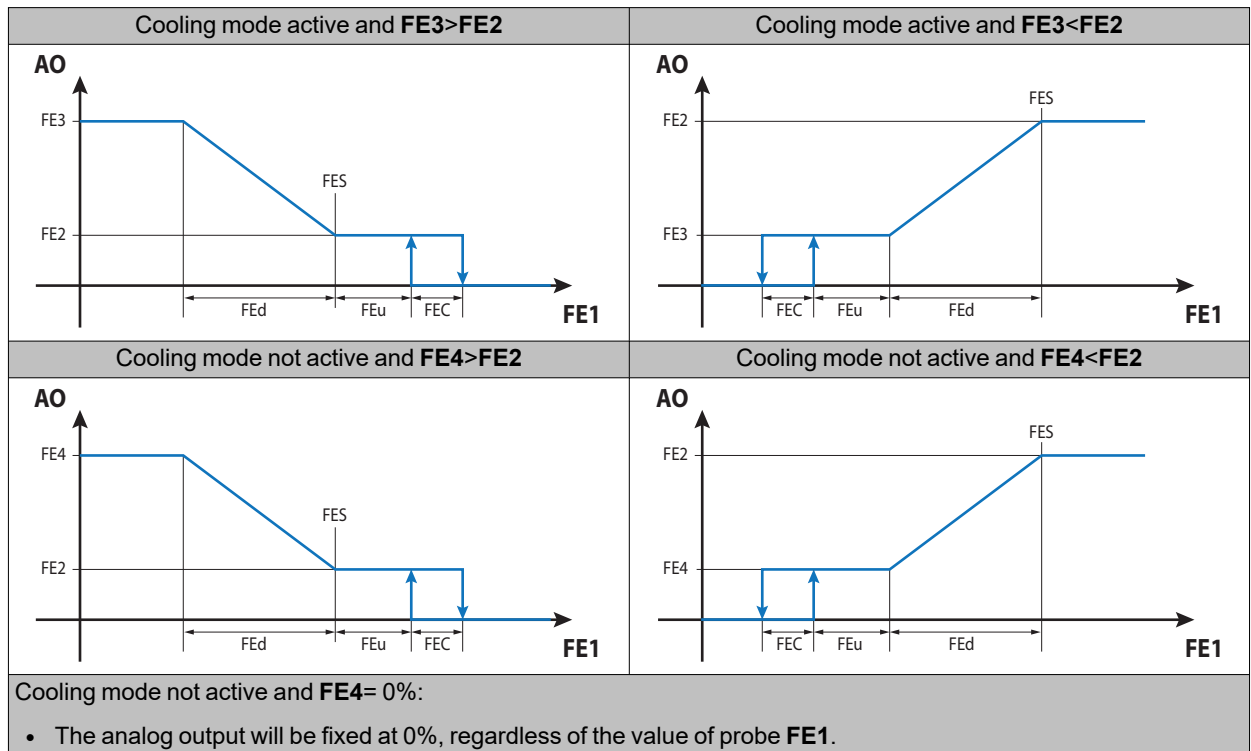 Cooling mode active and FE3>FE2
Cooling mode active and FE3<FE2
AO
FE3
FES
FE2
FEd
FEu
FEC
FE1
AO
FES
FE2
FE3
FEC
FEu
FEd
FE1
Cooling mode not active and FE4>FE2
Cooling mode not active and FE4<FE2
AO
FE4
FES
FE2
FEd
FEu
FEC
FE1
AO
FES
FE2
FE4
FEC
FEu
FEd
FE1
Cooling mode not active and FE4= 0%:
• The analog output will be fixed at 0%, regardless of the value of probe FE1.